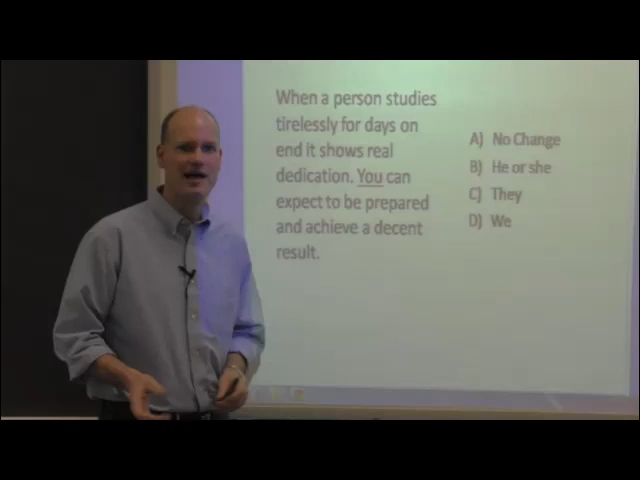 When a person studies
tirelessly for days on
end it shows real
dedication. You can
expect to be prepared
and achieve a decent
result.
A) No Change
B) He or she
C) They
D) We